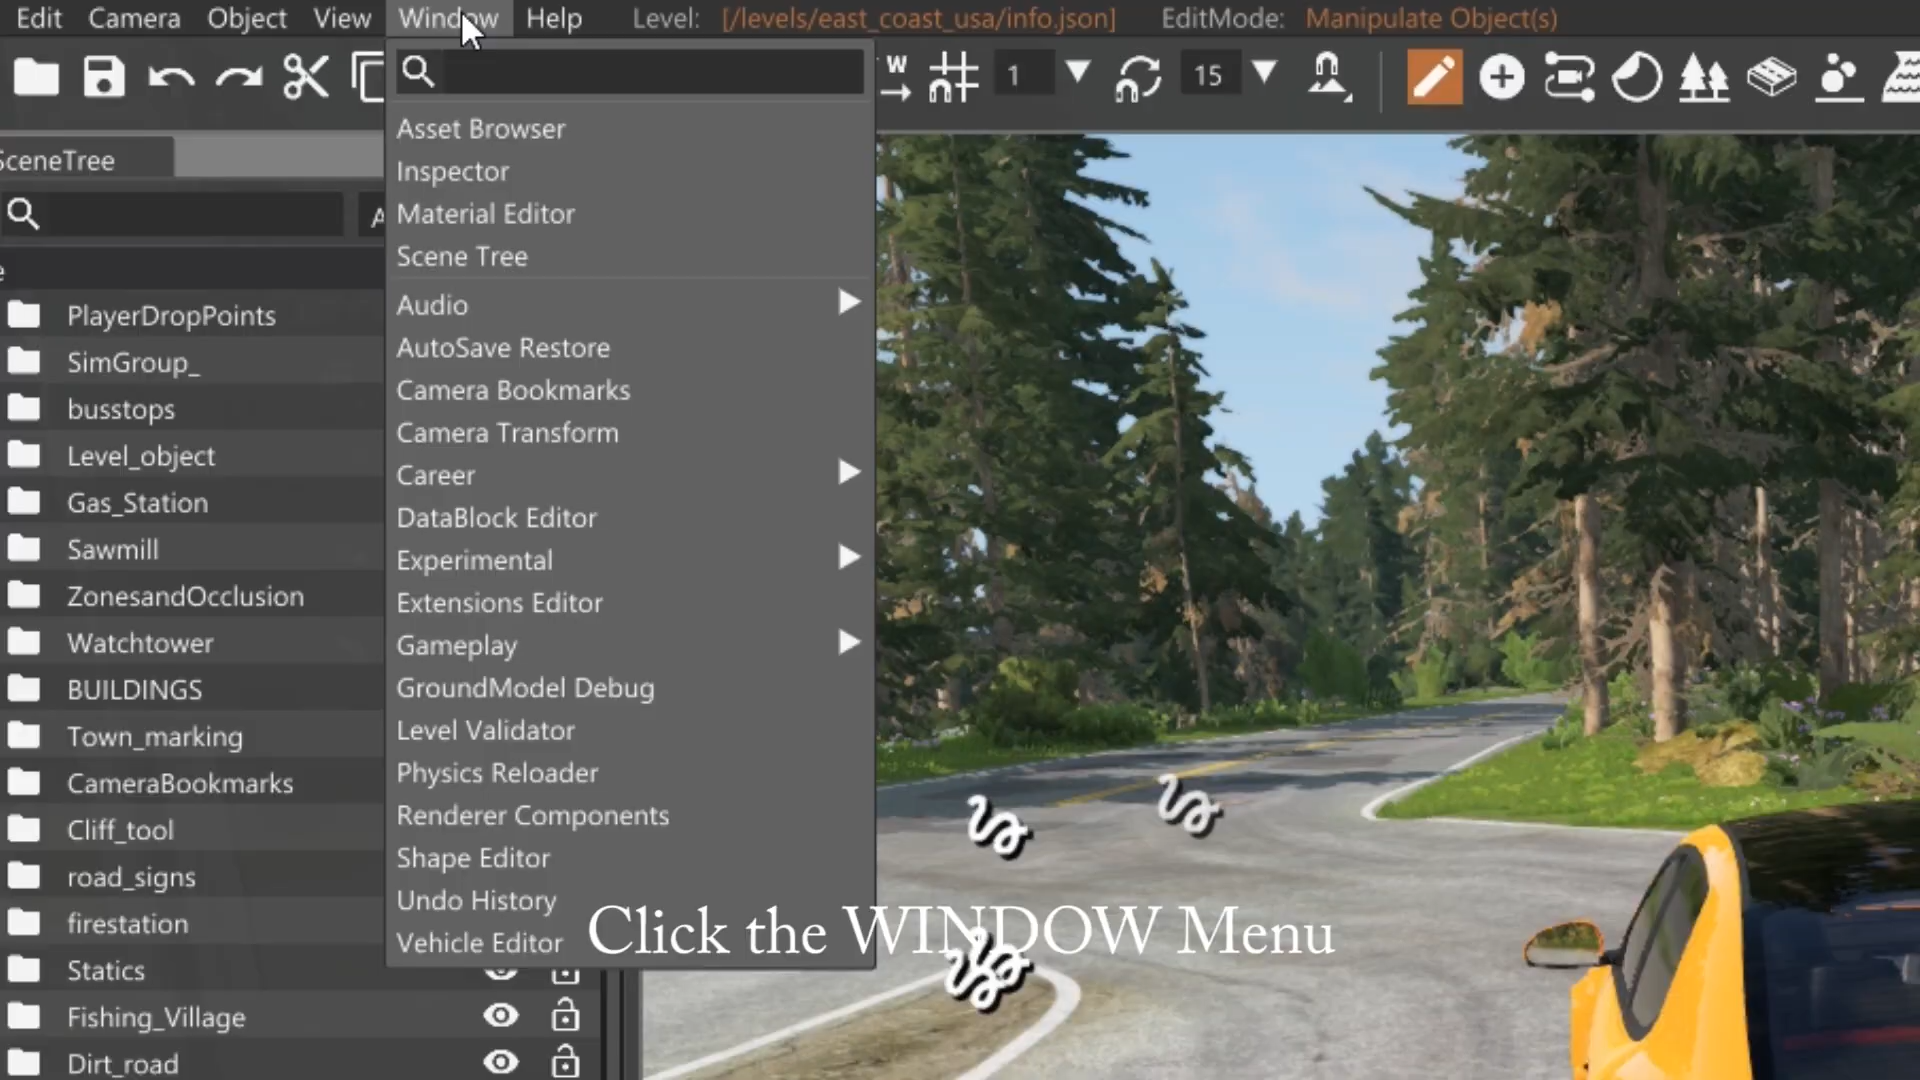 Edit Camera Object View Window Help Level: [/levels/east_coast_usa/info.json] EditMode: Manipulate Object(s)
W 1 15
SceneTree
A
e
PlayerDropPoints
SimGroup_
busstops
Level_object
Gas_Station
Sawmill
ZonesandOcclusion
Watchtower
BUILDINGS
Town_marking
CameraBookmarks
Cliff_tool
road_signs
firestation
Statics
Fishing_Village
Dirt_road
Asset Browser
Inspector
Material Editor
Scene Tree
Audio
AutoSave Restore
Camera Bookmarks
Camera Transform
Career
DataBlock Editor
Experimental
Extensions Editor
Gameplay
GroundModel Debug
Level Validator
Physics Reloader
Renderer Components
Shape Editor
Undo History
Vehicle Editor
Click the WINDOW Menu